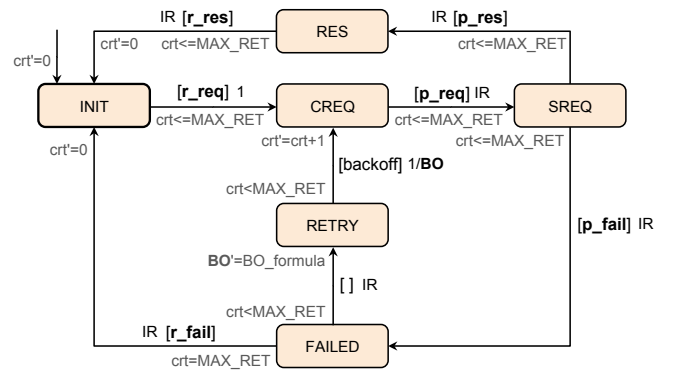 IR [r_res]
IR [p_res]
RES
crt'=0
crt'=0
crt<=MAX_RET
crt<=MAX_RET
INIT
[r_req] 1
CREQ
[p_req] IR
SREQ
crt<=MAX_RET
crt<=MAX_RET
crt'=0
crt'=crt+1
crt<=MAX_RET
[backoff] 1/BO
crt<MAX_RET
RETRY
[p_fail] IR
BO'=BO_formula
[ ] IR
crt<MAX_RET
IR [r_fail]
FAILED
crt=MAX_RET